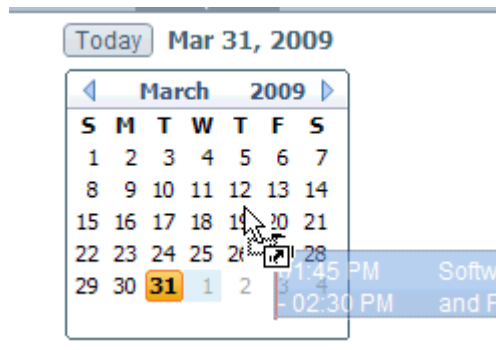 Today Mar 31, 2009
March 2009
S M T W T F S
1 2 3 4 5 6 7
8 9 10 11 12 13 14
15 16 17 18 19 20 21
22 23 24 25 26 28
29 30 31 1 2 3 4
01:45 PM Softw
- 02:30 PM and F